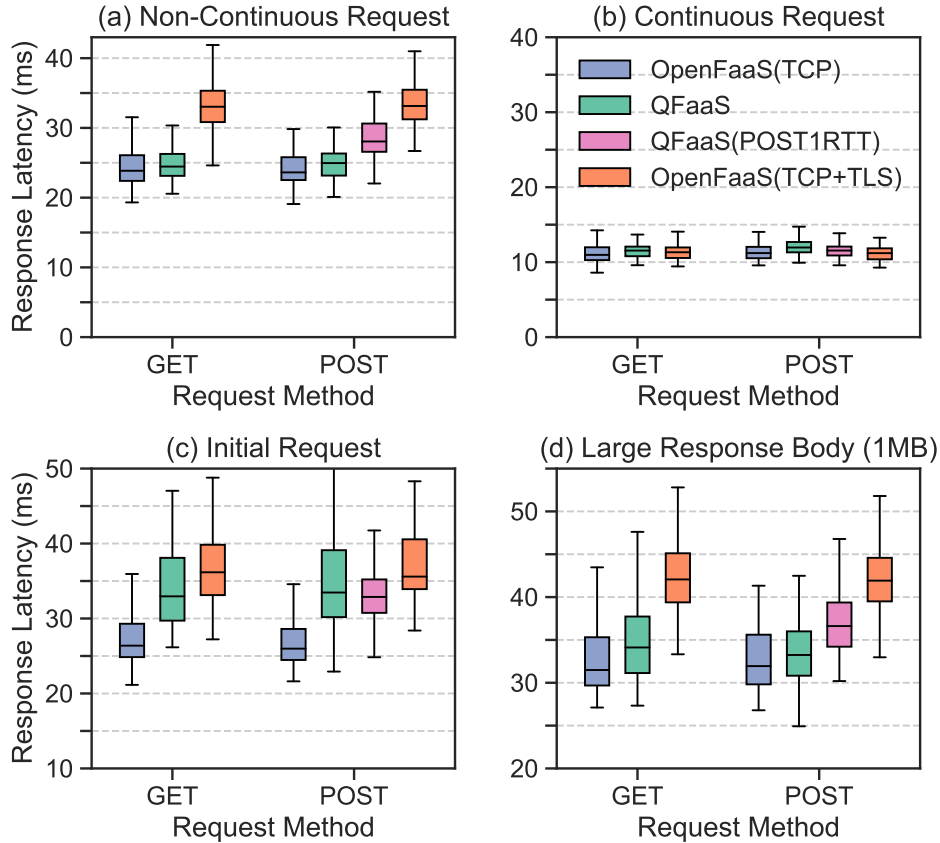 (a) Non-Continuous Request
Response Latency (ms)
40
30
20
10
0
GET
POST
Request Method
(b) Continuous Request
40
30
20
10
0
OpenFaaS(TCP)
QFaaS
QFaaS(POST1RTT)
OpenFaaS(TCP+TLS)
GET
POST
Request Method
(c) Initial Request
Response Latency (ms)
50
40
30
20
10
GET
POST
Request Method
(d) Large Response Body (1MB)
50
40
30
20
GET
POST
Request Method